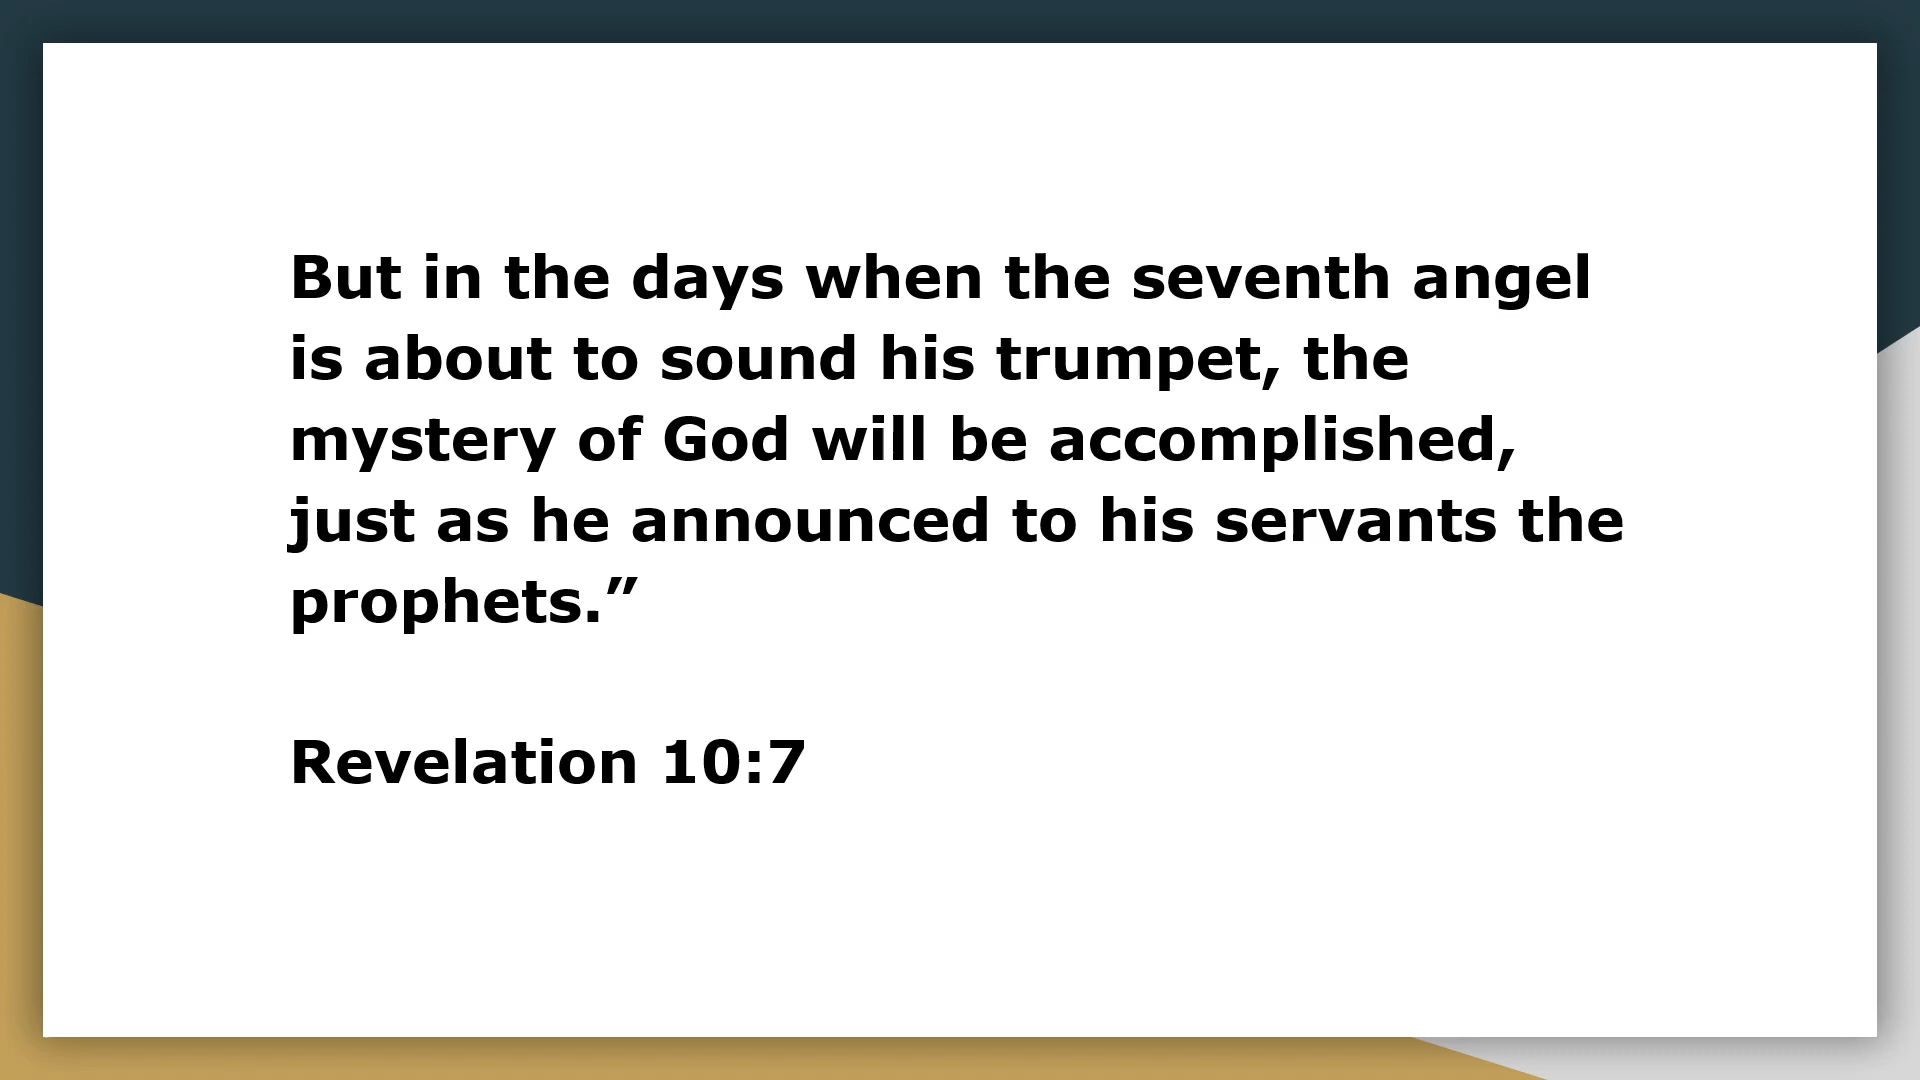 But in the days when the seventh angel
is about to sound his trumpet, the
mystery of God will be accomplished,
just as he announced to his servants the
prophets.”
Revelation 10:7